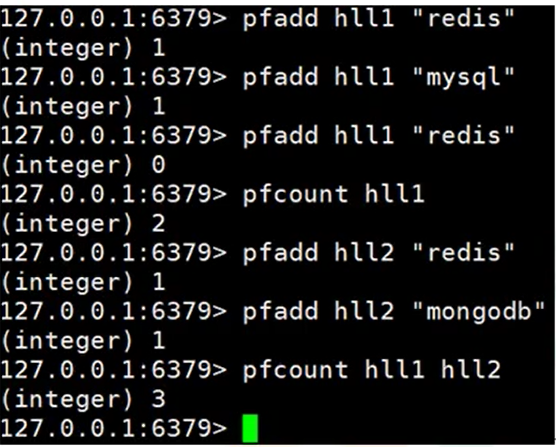 127.0.0.1:6379> pfadd hll1 "redis"
(integer) 1
127.0.0.1:6379> pfadd hll1 "mysql"
(integer) 1
127.0.0.1:6379> pfadd hll1 "redis"
(integer) 0
127.0.0.1:6379> pfcount hll1
(integer) 2
127.0.0.1:6379> pfadd hll2 "redis"
(integer) 1
127.0.0.1:6379> pfadd hll2 "mongodb"
(integer) 1
127.0.0.1:6379> pfcount hll1 hll2
(integer) 3
127.0.0.1:6379>